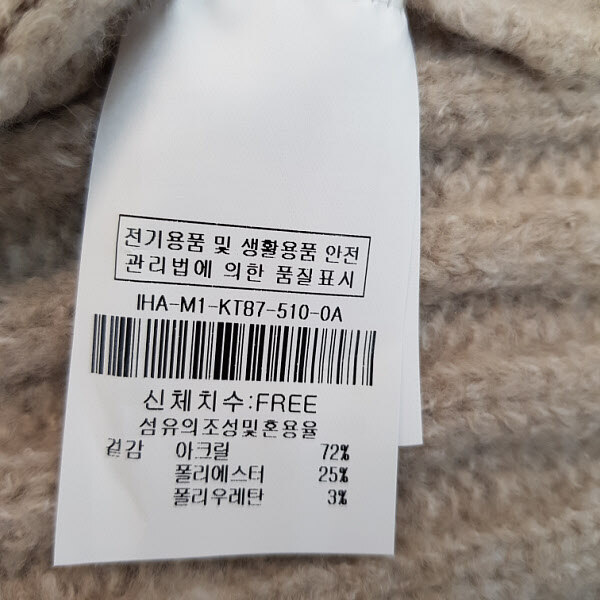 전기용품 및 생활용품 안전
관리법에 의한 품질표시
IHA-M1-KT87-510-0A
신체치수:FREE
섬유의조성및혼용율
겉감 아크릴 72%
폴리에스터 25%
폴리우레탄 3%